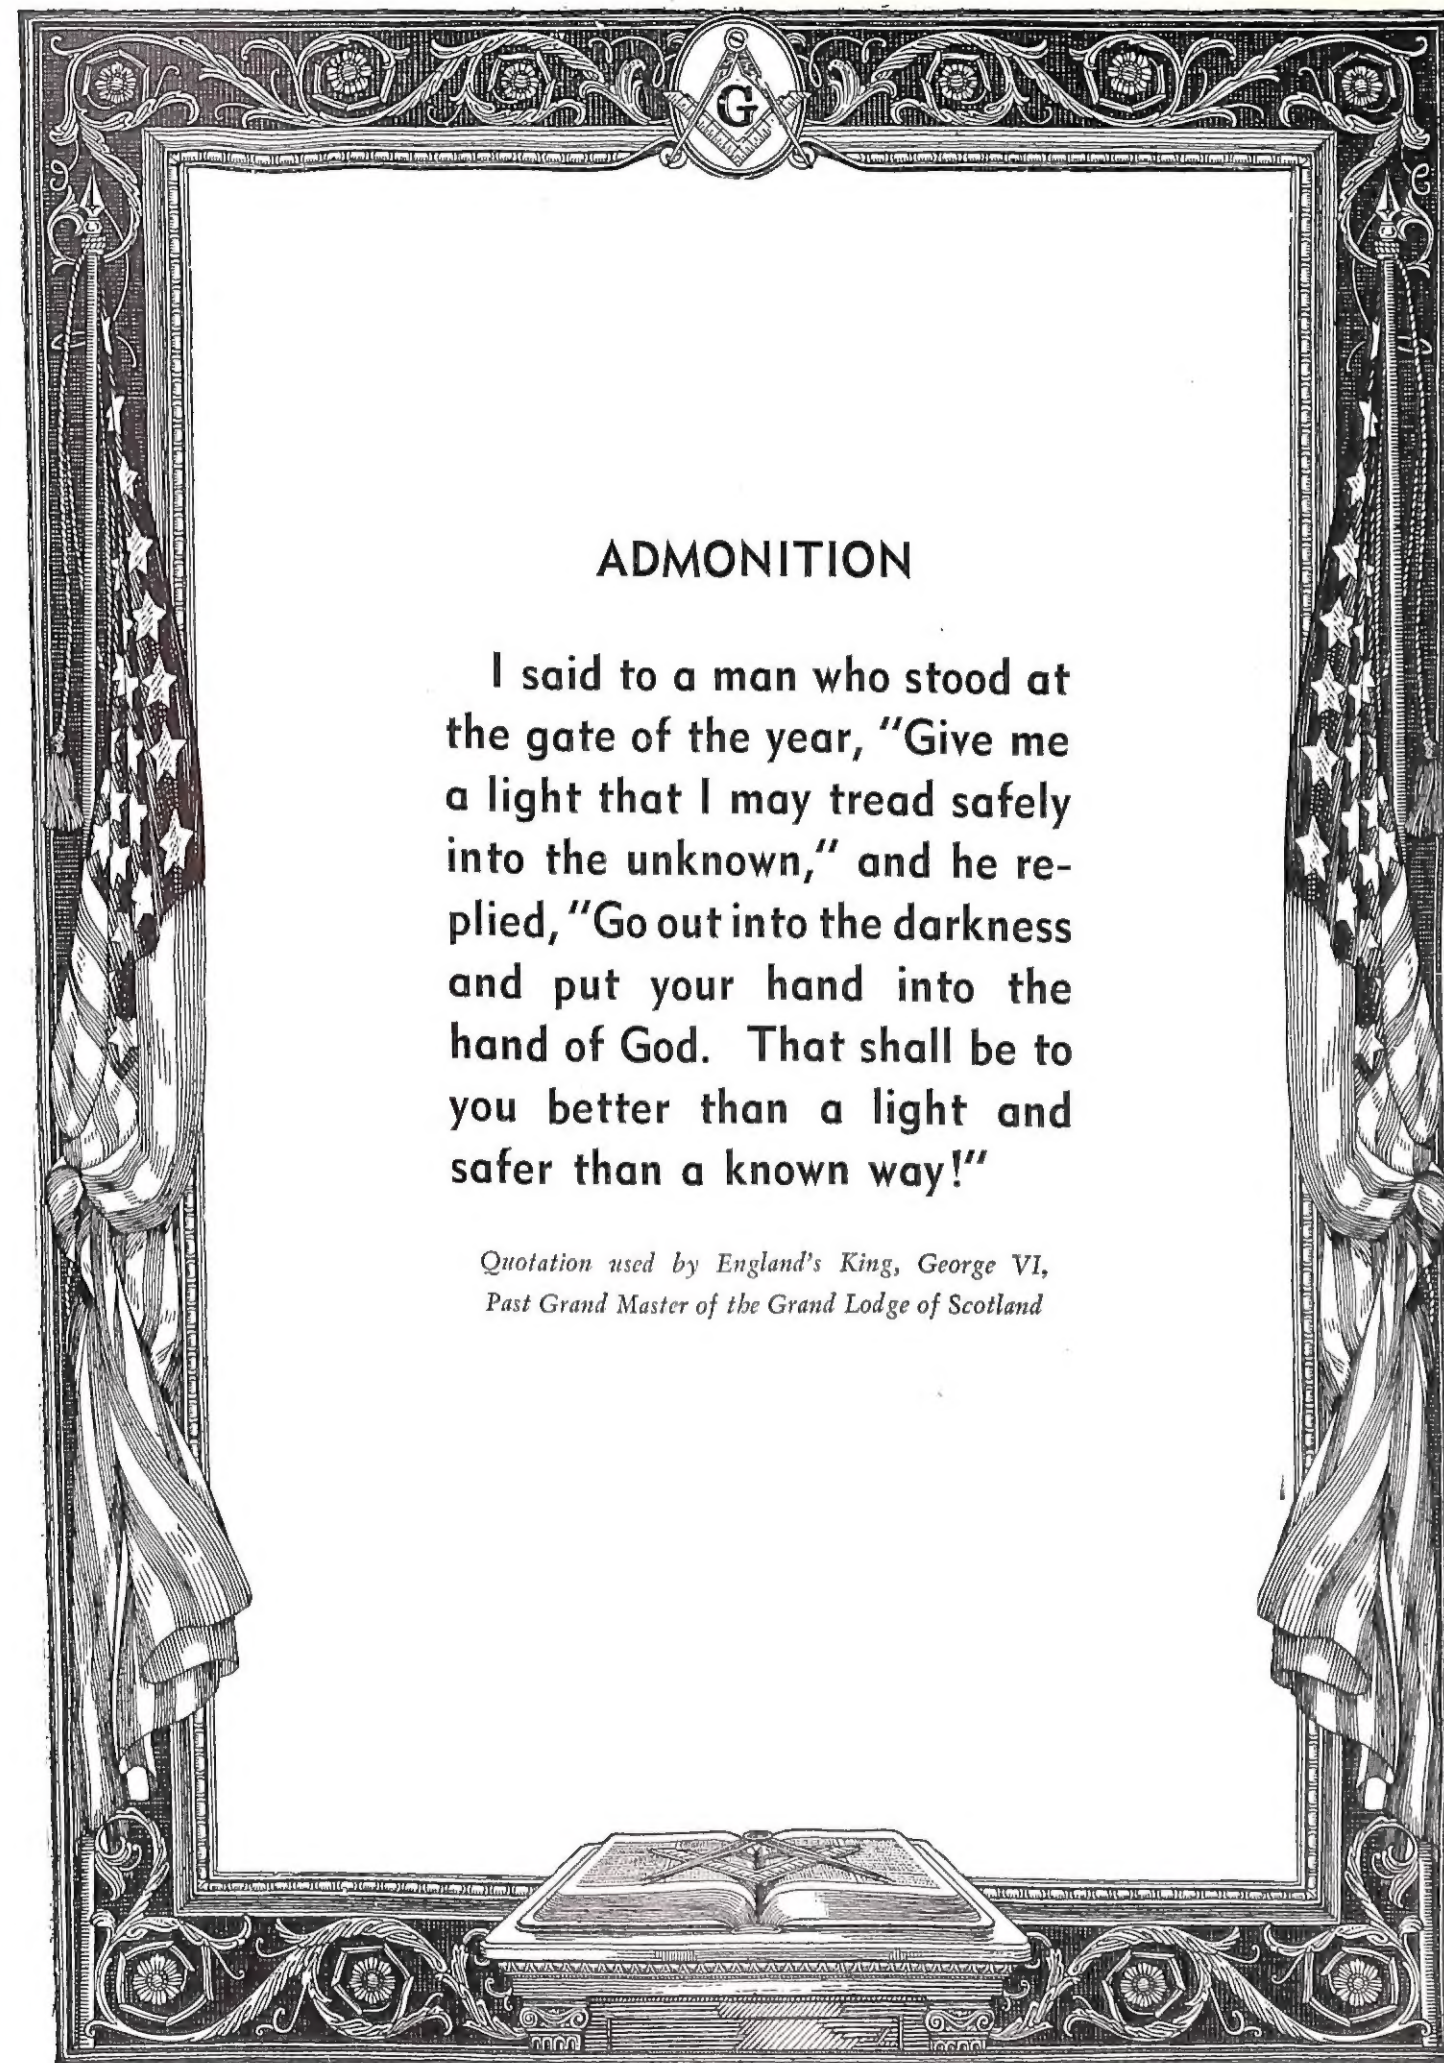 G
ADMONITION
I said to a man who stood at
the gate of the year, "Give me
a light that I may tread safely
into the unknown," and he re-
plied, "Go out into the darkness
and put your hand into the
hand of God. That shall be to
you better than a light and
safer than a known way!"
Quotation used by England's King, George VI,
Past Grand Master of the Grand Lodge of Scotland